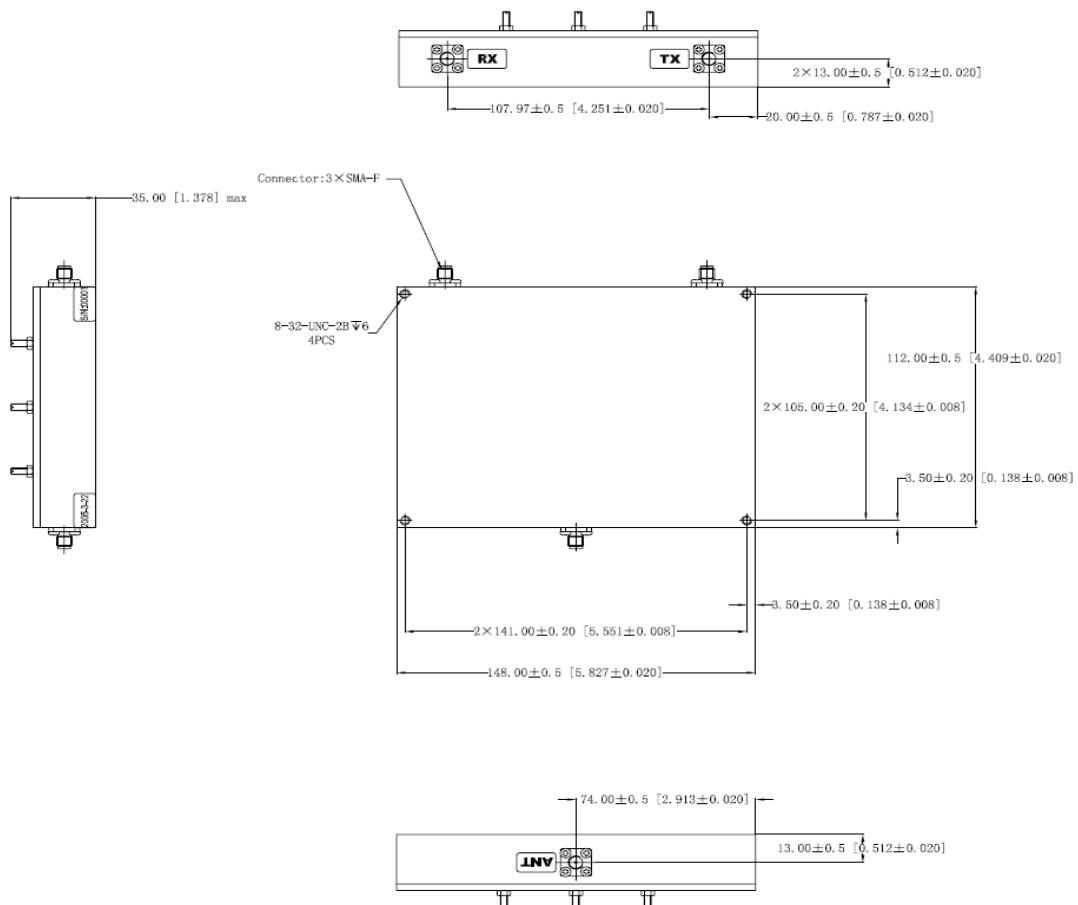 RX
TX
2×13.00±0.5 [0.512±0.020]
107.97±0.5 [4.251±0.020]
20.00±0.5 [0.787±0.020]
Connector:3×SMA-F
35.00 [1.378] max
S/N:00001
8-32-UNC-2B↧6
4PCS
112.00±0.5 [4.409±0.020]
2×105.00±0.20 [4.134±0.008]
3.50±0.20 [0.138±0.008]
2005-3-22
3.50±0.20 [0.138±0.008]
2×141.00±0.20 [5.551±0.008]
148.00±0.5 [5.827±0.020]
74.00±0.5 [2.913±0.020]
13.00±0.5 [0.512±0.020]
ANT